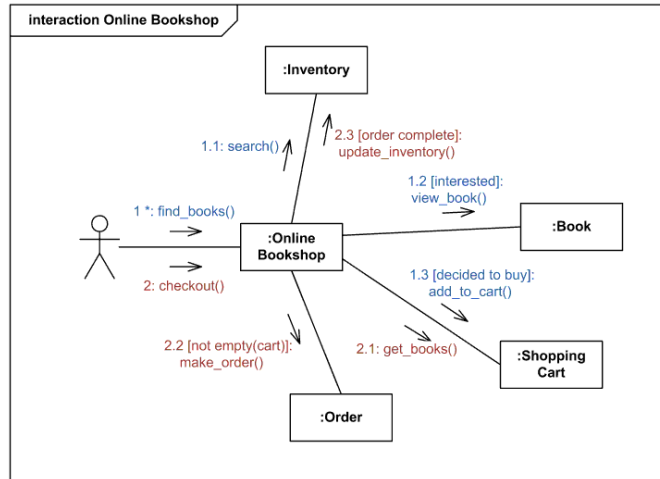 interaction Online Bookshop
:Inventory
1.1: search()
2.3 [order complete]:
update_inventory()
1.2 [interested]:
view_book()
1 *: find_books()
:Online
Bookshop
:Book
2: checkout()
1.3 [decided to buy]:
add_to_cart()
2.2 [not empty(cart)]:
make_order()
2.1: get_books()
:Shopping
Cart
:Order